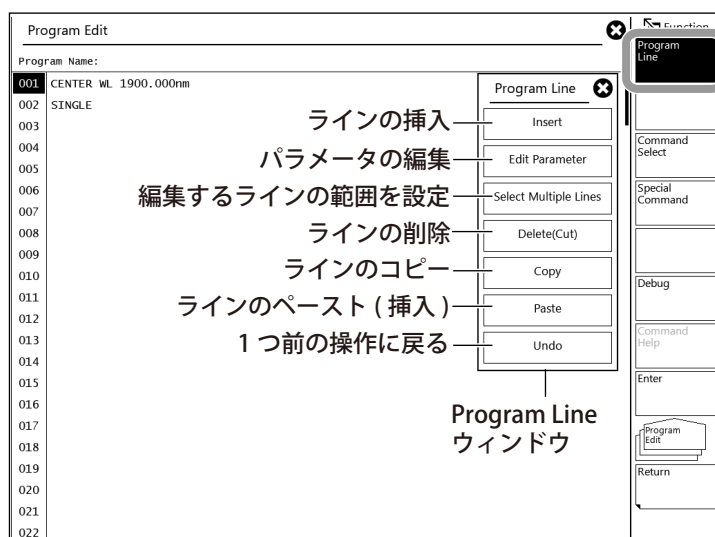 Program Edit
Program Name:
001 CENTER WL 1900.000nm
002 SINGLE
003
004
005
006
007
008
009
010
011
012
013
014
015
016
017
018
019
020
021
022
Program Line
ラインの挿入 Insert
パラメータの編集 Edit Parameter
編集するラインの範囲を設定 Select Multiple Lines
ラインの削除 Delete(Cut)
ラインのコピー Copy
ラインのペースト ( 挿入 ) Paste
1 つ前の操作に戻る Undo
Program Line
ウィンドウ
Function
Program
Line
Command
Select
Special
Command
Debug
Command
Help
Enter
Program
Edit
Return